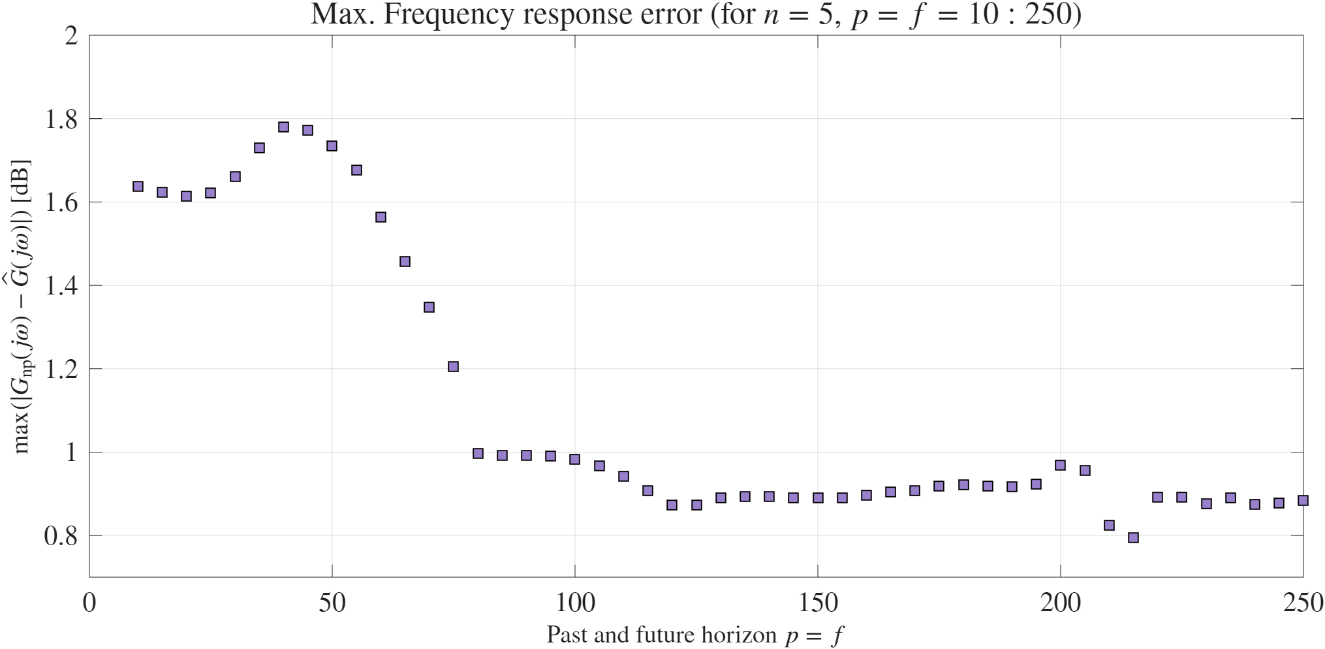 Max. Frequency response error (for n = 5, p = f = 10 : 250)
max(|G_np(jω) − Ĝ(jω)|) [dB]
2
1.8
1.6
1.4
1.2
1
0.8
0 50 100 150 200 250
Past and future horizon p = f